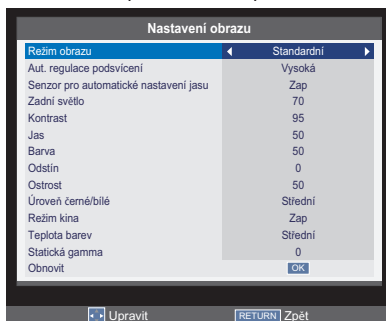 Nastavení obrazu
Režim obrazu Standardní
Aut. regulace podsvícení Vysoká
Senzor pro automatické nastavení jasu Zap
Zadní světlo 70
Kontrast 95
Jas 50
Barva 50
Odstín 0
Ostrost 50
Úroveň černé/bílé Střední
Režim kina Zap
Teplota barev Střední
Statická gamma 0
Obnovit OK
Upravit RETURN Zpět